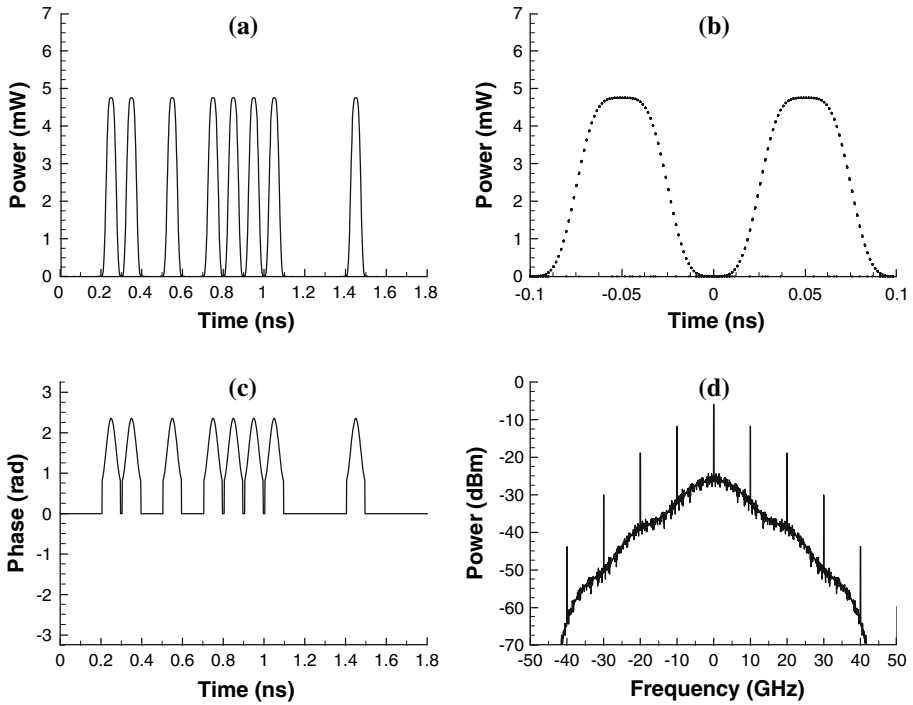 (a)
7
6
5
4
3
2
1
0
Power (mW)
0 0.2 0.4 0.6 0.8 1 1.2 1.4 1.6 1.8
Time (ns)
(b)
7
6
5
4
3
2
1
0
Power (mW)
-0.1 -0.05 0 0.05 0.1
Time (ns)
(c)
3
2
1
0
-1
-2
-3
Phase (rad)
0 0.2 0.4 0.6 0.8 1 1.2 1.4 1.6 1.8
Time (ns)
(d)
0
-10
-20
-30
-40
-50
-60
-70
Power (dBm)
-50 -40 -30 -20 -10 0 10 20 30 40 50
Frequency (GHz)